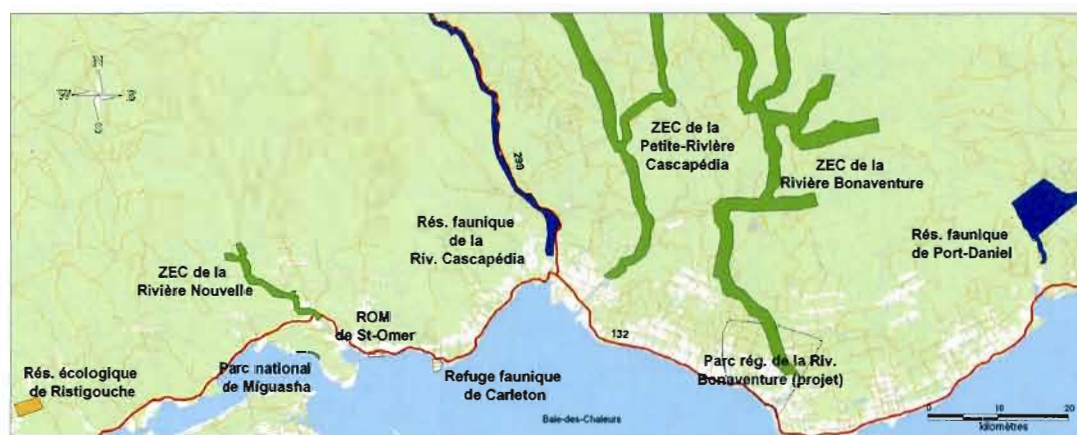 N
W
E
S
299
ZEC de la
Petite-Rivière
Cascapédia
ZEC de la
Rivière Bonaventure
Rés. faunique
de la
Riv. Cascapédia
Rés. faunique
de Port-Daniel
ZEC de la
Rivière Nouvelle
ROMI
de St-Omer
132
Parc national
de Miguasha
Parc rég. de la Riv.
Bonaventure (projet)
Rés. écologique
de Ristigouche
Refuge faunique
de Carleton
Baie-des-Chaleurs
0 10 20
kilomètres